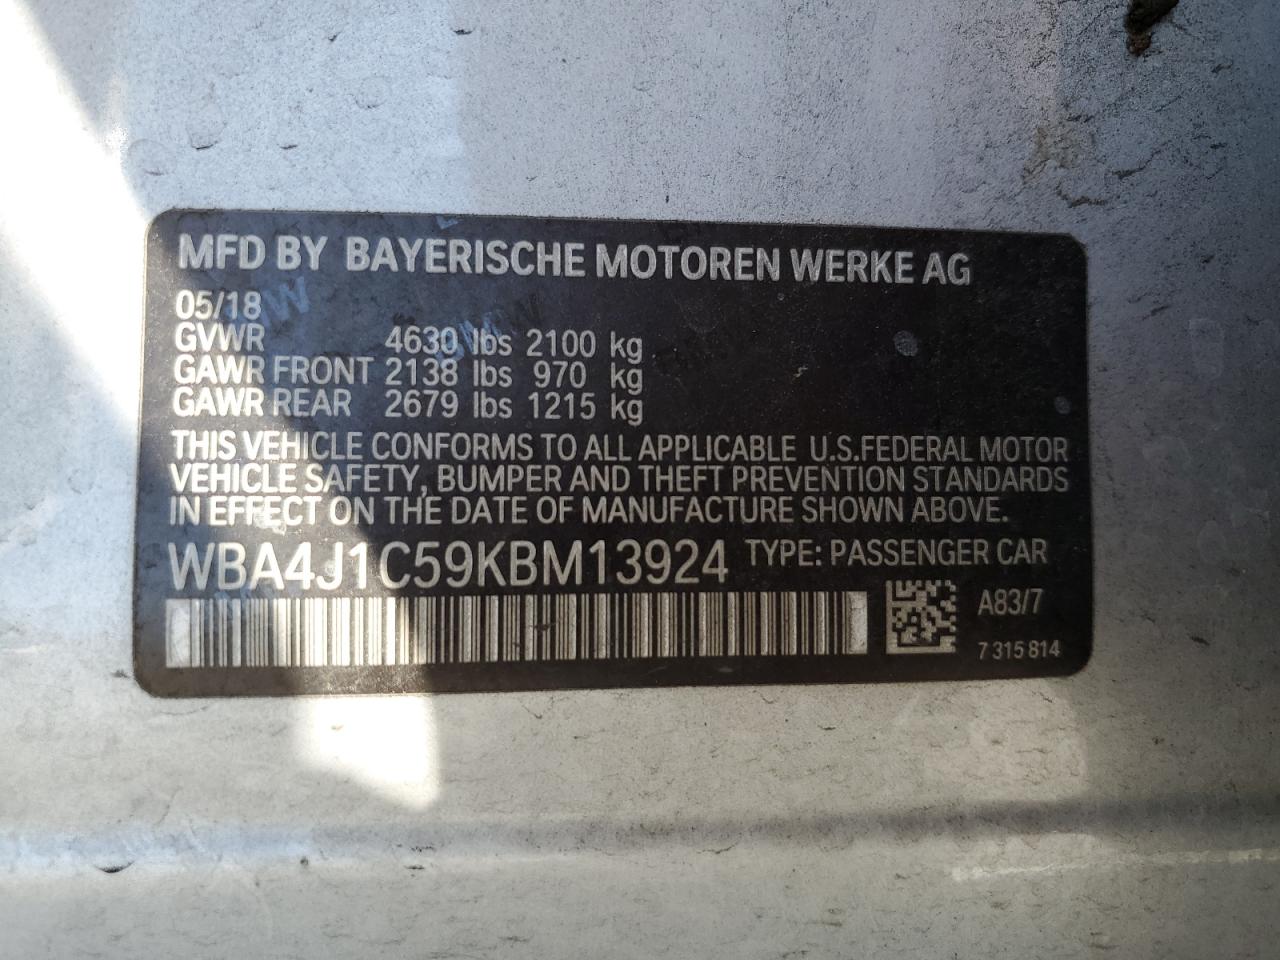 MFD BY BAYERISCHE MOTOREN WERKE AG
05/18
GVWR 4630 lbs 2100 kg
GAWR FRONT 2138 lbs 970 kg
GAWR REAR 2679 lbs 1215 kg
THIS VEHICLE CONFORMS TO ALL APPLICABLE U.S.FEDERAL MOTOR
VEHICLE SAFETY, BUMPER AND THEFT PREVENTION STANDARDS
IN EFFECT ON THE DATE OF MANUFACTURE SHOWN ABOVE.
WBA4J1C59KBM13924 TYPE: PASSENGER CAR
A83/7
7 315 814